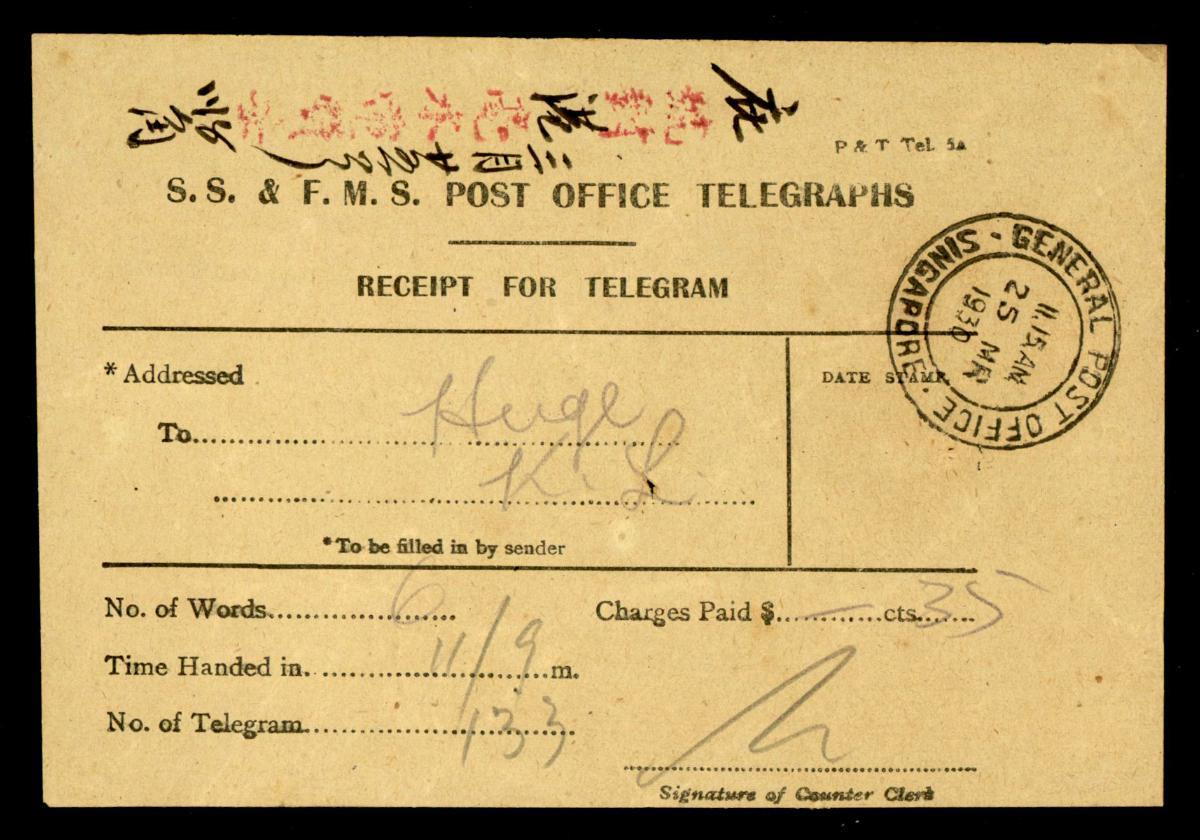 P & T Tel. 5A
S. S. & F. M. S. POST OFFICE TELEGRAPHS
RECEIPT FOR TELEGRAM
GENERAL POST OFFICE · SINGAPORE ·
11.15AM
25 MR
1930
* Addressed
DATE STAMP.
To Huge
K. L.
*To be filled in by sender
No. of Words 6 Charges Paid $ — cts. 35
Time Handed in 11/9 m.
No. of Telegram 133
Signature of Counter Clerk